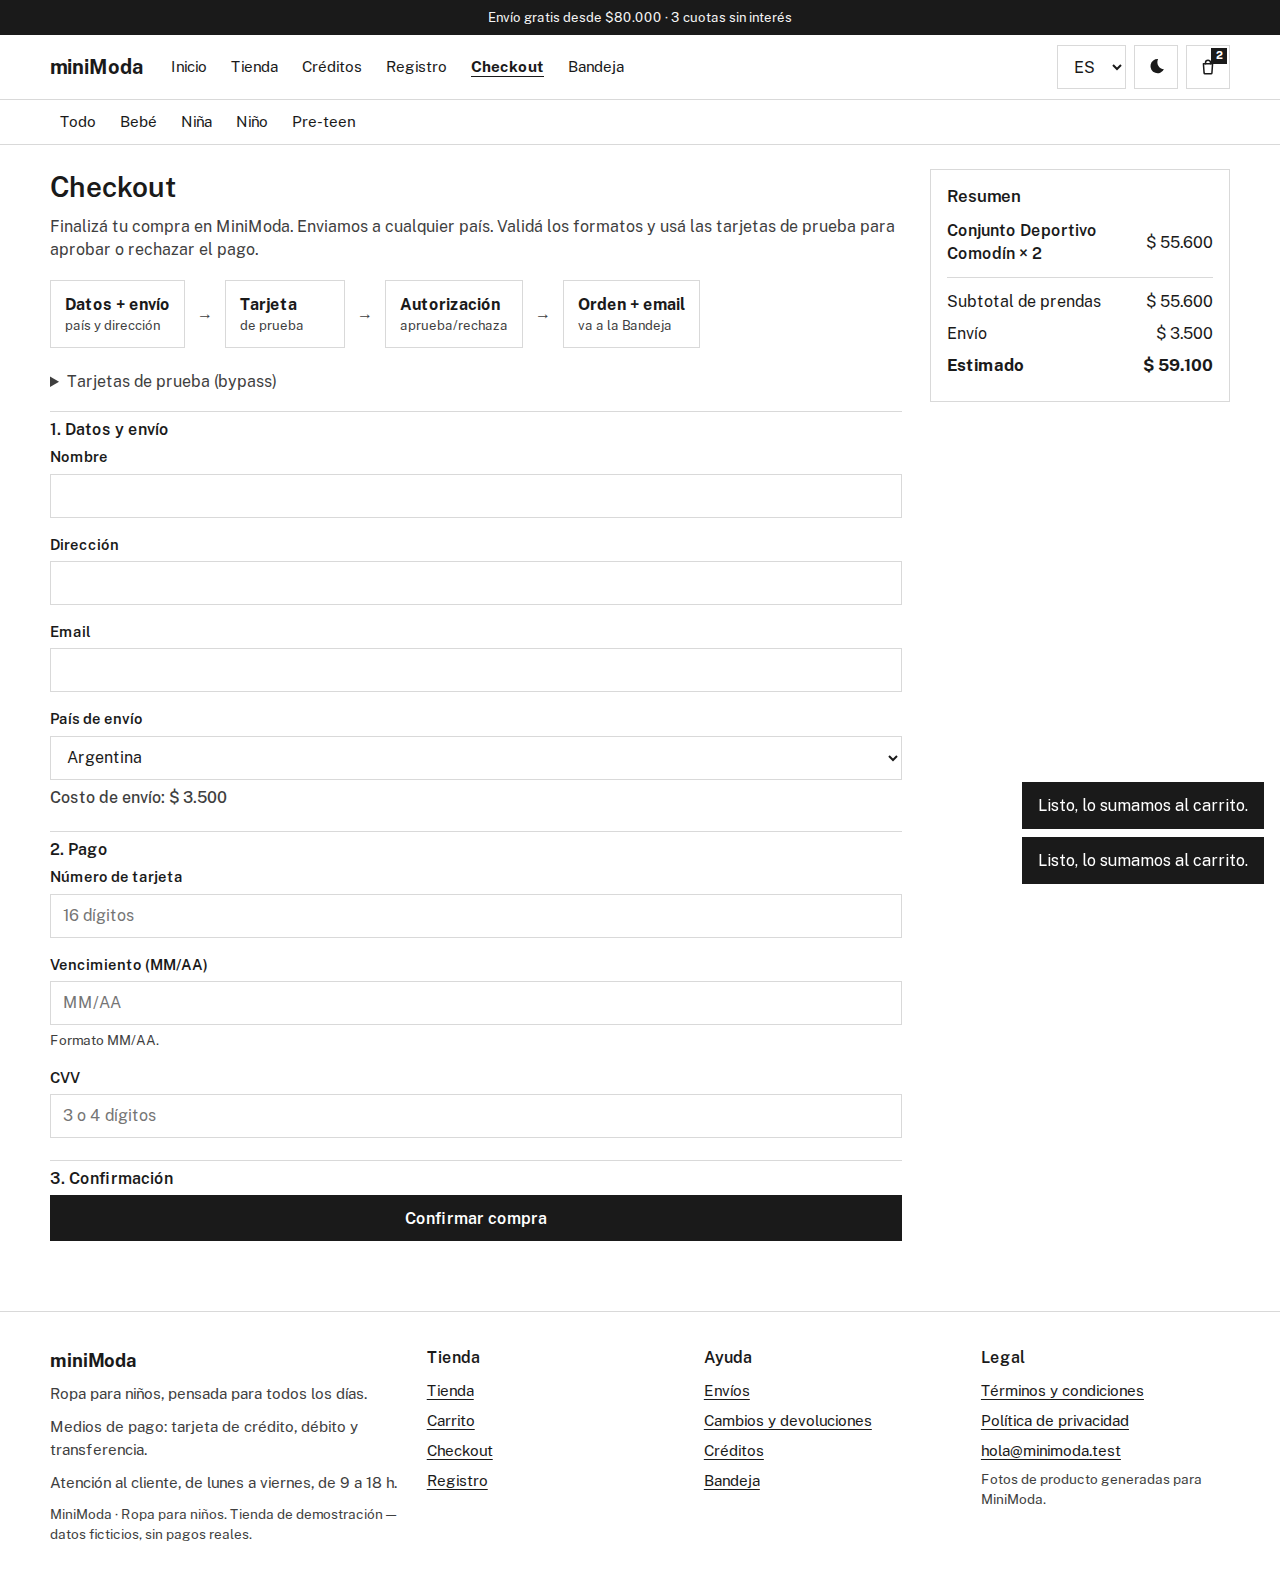 Envío gratis desde $80.000 · 3 cuotas sin interés
miniModa
Inicio
Tienda
Créditos
Registro
Checkout
Bandeja
ES
2
Todo
Bebé
Niña
Niño
Pre-teen
Checkout
Finalizá tu compra en MiniModa. Enviamos a cualquier país. Validá los formatos y usá las tarjetas de prueba para
aprobar o rechazar el pago.
Datos + envío
país y dirección
→
Tarjeta
de prueba
→
Autorización
aprueba/rechaza
→
Orden + email
va a la Bandeja
Tarjetas de prueba (bypass)
1. Datos y envío
Nombre
Dirección
Email
País de envío
Argentina
Costo de envío: $ 3.500
2. Pago
Número de tarjeta
16 dígitos
Vencimiento (MM/AA)
MM/AA
Formato MM/AA.
CVV
3 o 4 dígitos
3. Confirmación
Confirmar compra
Resumen
Conjunto Deportivo
Comodín × 2
$ 55.600
Subtotal de prendas
$ 55.600
Envío
$ 3.500
Estimado
$ 59.100
Listo, lo sumamos al carrito.
Listo, lo sumamos al carrito.
miniModa
Ropa para niños, pensada para todos los días.
Medios de pago: tarjeta de crédito, débito y
transferencia.
Atención al cliente, de lunes a viernes, de 9 a 18 h.
MiniModa · Ropa para niños. Tienda de demostración —
datos ficticios, sin pagos reales.
Tienda
Tienda
Carrito
Checkout
Registro
Ayuda
Envíos
Cambios y devoluciones
Créditos
Bandeja
Legal
Términos y condiciones
Política de privacidad
hola@minimoda.test
Fotos de producto generadas para
MiniModa.